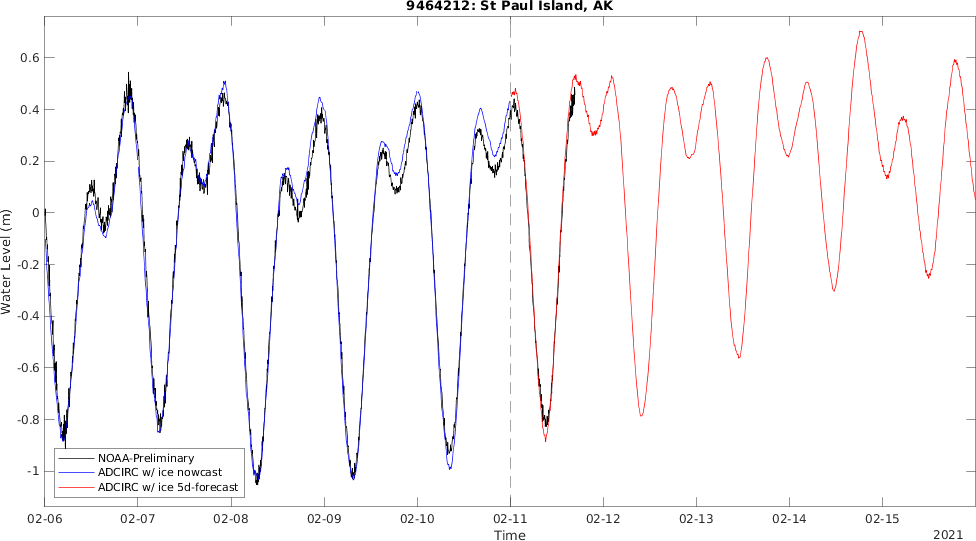 9464212: St Paul Island, AK
0.6
0.4
0.2
0
-0.2
-0.4
-0.6
-0.8
-1
Water Level (m)
NOAA-Preliminary
ADCIRC w/ ice nowcast
ADCIRC w/ ice 5d-forecast
02-06 02-07 02-08 02-09 02-10 02-11 02-12 02-13 02-14 02-15
Time
2021